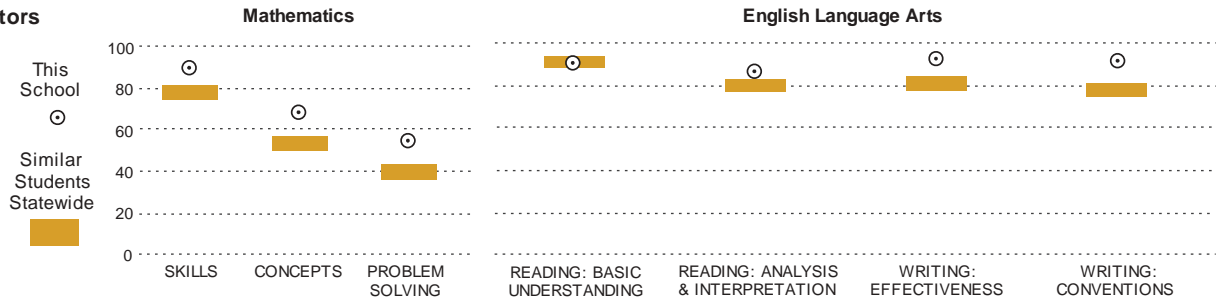 tors
Mathematics
English Language Arts
This
School
Similar
Students
Statewide
100
80
60
40
20
0
SKILLS
CONCEPTS
PROBLEM
SOLVING
READING: BASIC
UNDERSTANDING
READING: ANALYSIS
& INTERPRETATION
WRITING:
EFFECTIVENESS
WRITING:
CONVENTIONS